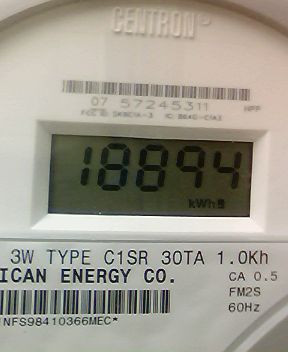 CENTRON®
07 57245311 HPP
18894
kWh
3W TYPE C1SR 30TA 1.0Kh
ICAN ENERGY CO. CA 0.5
FM2S
NFS98410366MEC* 60Hz